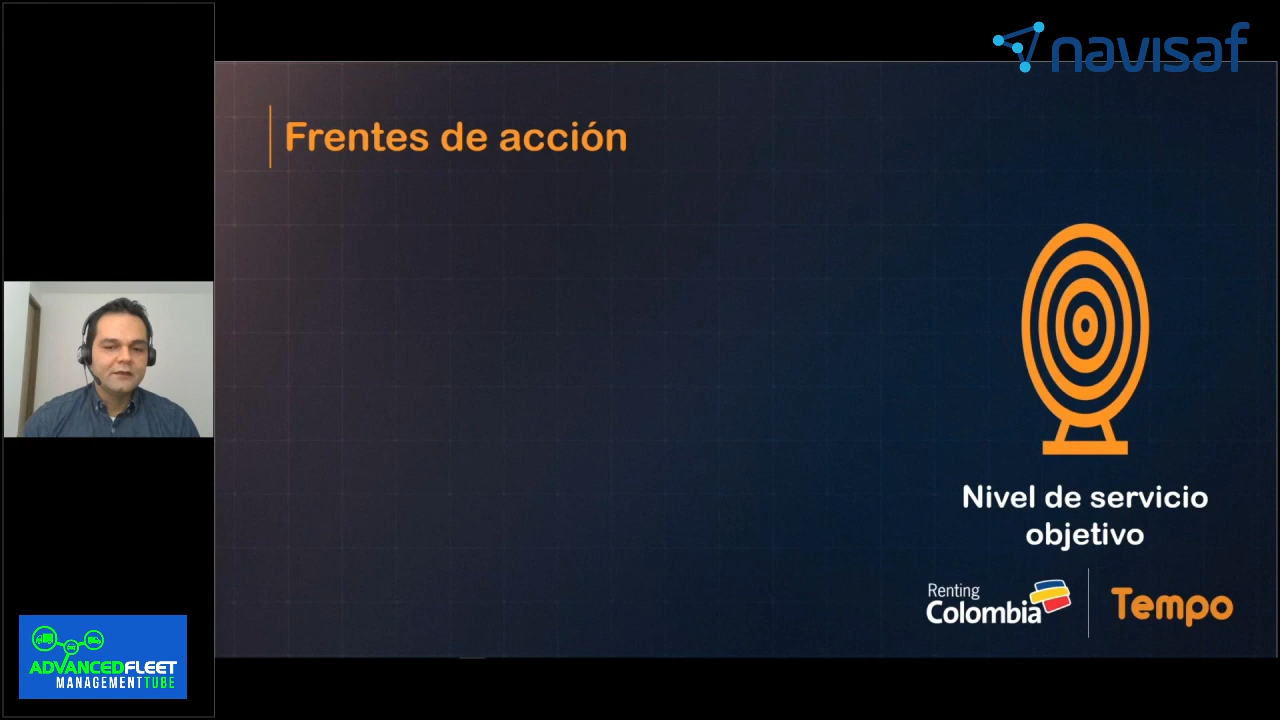 navisaf
Frentes de acción
Nivel de servicio
objetivo
Renting
Colombia
Tempo
ADVANCEDFLEET
MANAGEMENTTUBE